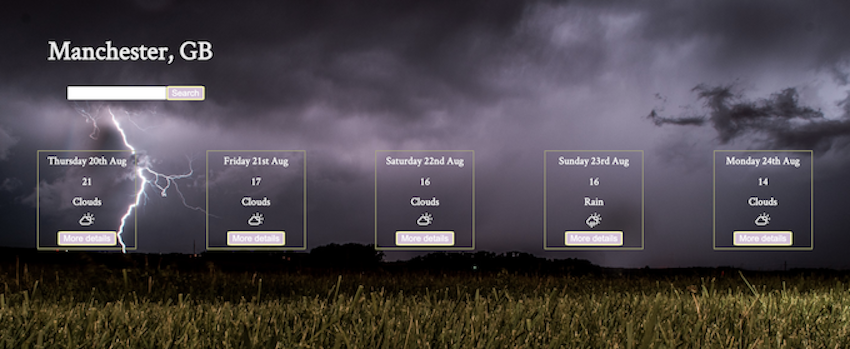 Manchester, GB
Search
Thursday 20th Aug
21
Clouds
More details
Friday 21st Aug
17
Clouds
More details
Saturday 22nd Aug
16
Clouds
More details
Sunday 23rd Aug
16
Rain
More details
Monday 24th Aug
14
Clouds
More details